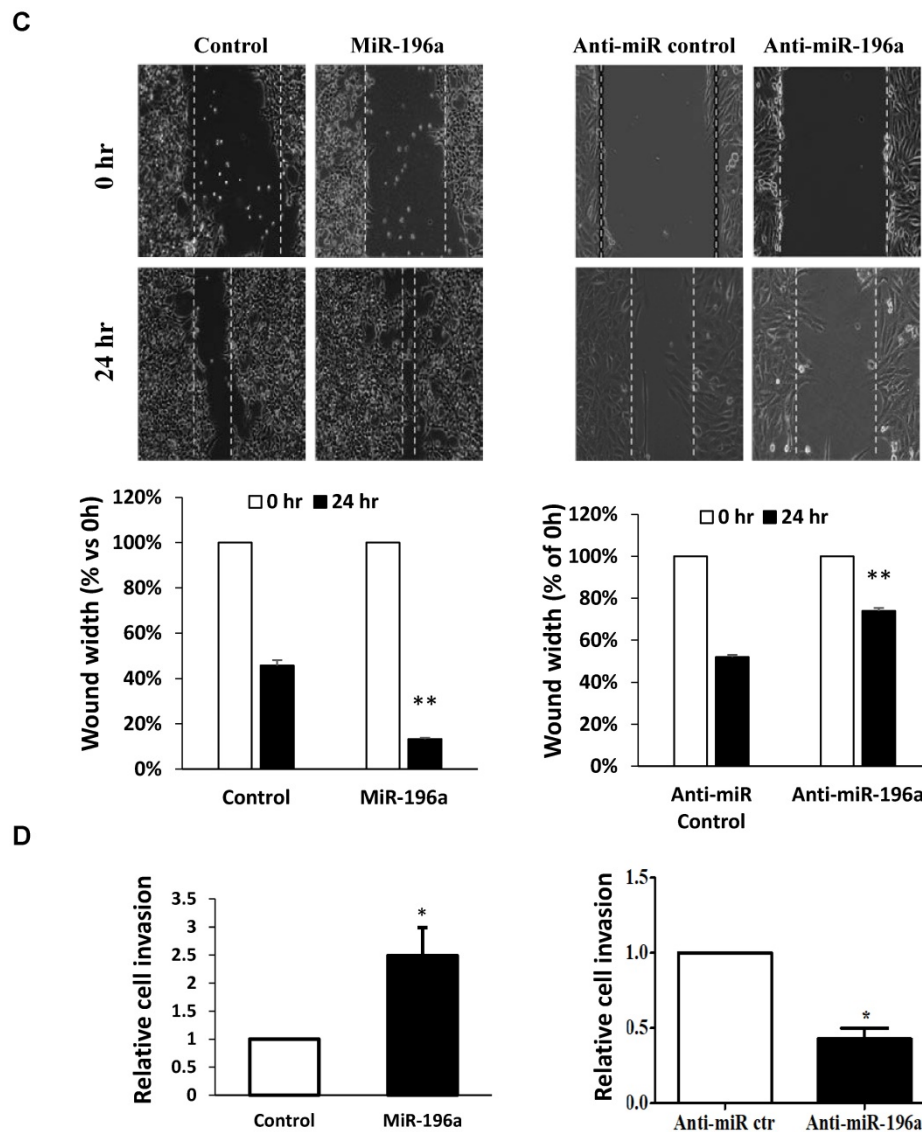 C
Control MiR-196a Anti-miR control Anti-miR-196a
0 hr
24 hr
Wound width (% vs 0h)
120%
100%
80%
60%
40%
20%
0%
0 hr 24 hr
**
Control MiR-196a
Wound width (% of 0h)
120%
100%
80%
60%
40%
20%
0%
0 hr 24 hr
**
Anti-miR Anti-miR-196a
Control
D
Relative cell invasion
3.5
3
2.5
2
1.5
1
0.5
0
*
Control MiR-196a
Relative cell invasion
1.5
1.0
0.5
0.0
*
Anti-miR ctr Anti-miR-196a